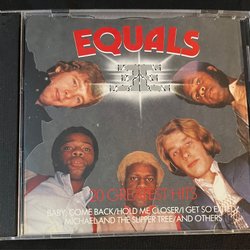 EQUALS
20 GREATEST HITS
BABY, COME BACK/HOLD ME CLOSER/I GET SO EXCITED
MICHAEL AND THE SLIPPER TREE/AND OTHERS